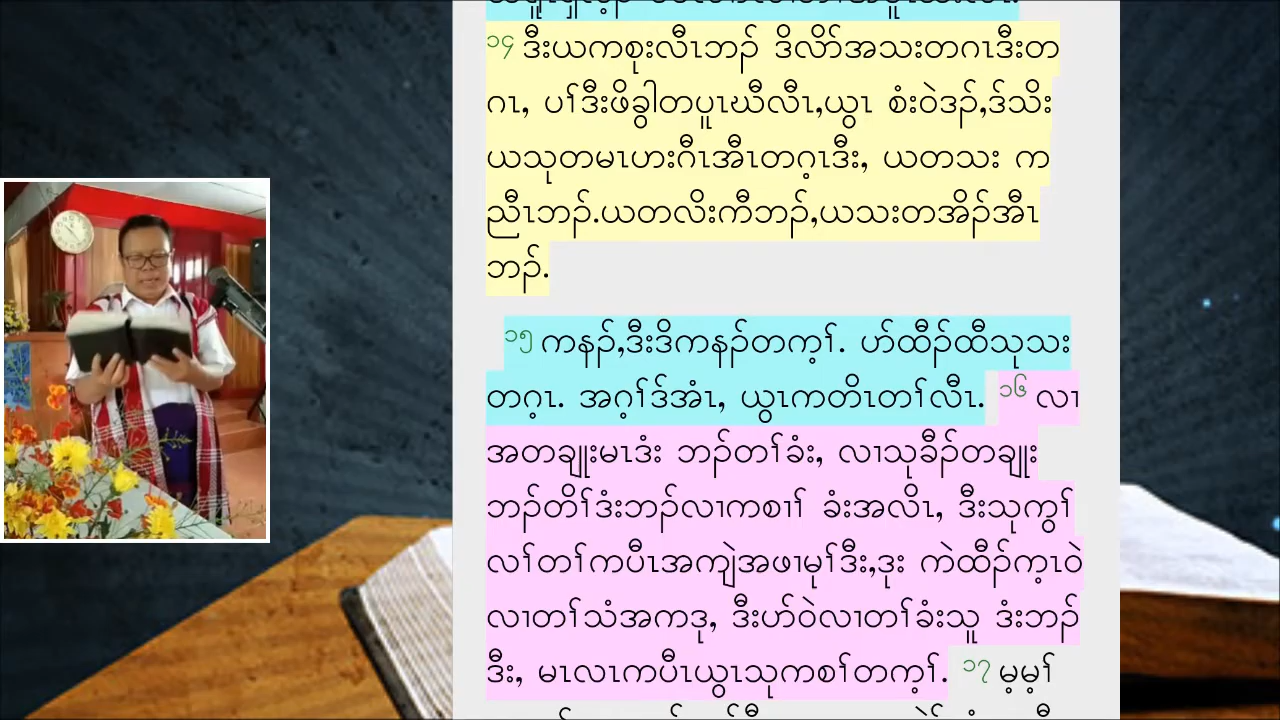 ၁၄ ဒီးယကစုးလီၤဘၣ် ဒိလိာ်အသးတဂၤဒီးတ
ဂၤ, ပၢ်ဒီးဖိခွါတပူၤဃီလီၤ,ယွၤ စံးဝဲဒၣ်,ဒ်သိး
ယသုတမၤဟးဂီၤအီၤတဂ့ၤဒီး, ယတသး က
ညီၤဘၣ်.ယတလိးကီဘၣ်,ယသးတအိၣ်အီၤ
ဘၣ်.
၁၅ ကနၣ်,ဒီးဒိကနၣ်တက့ၢ်. ဟ်ထီၣ်ထီသုသး
တဂ့ၤ. အဂ့ၢ်ဒ်အံၤ, ယွၤကတိၤတၢ်လီၤ. ၁၆ လၢ
အတချုးမၤဒံး ဘၣ်တၢ်ခံး, လၢသုခီၣ်တချုး
ဘၣ်တိၢ်ဒံးဘၣ်လၢကစၢၢ် ခံးအလိၤ, ဒီးသုကွၢ်
လၢ်တၢ်ကပီၤအကျဲအဖၢမုၢ်ဒီး,ဒုး ကဲထီၣ်က့ၤဝဲ
လၢတၢ်သံအကဒု, ဒီးဟ်ဝဲလၢတၢ်ခံးသူ ဒံးဘၣ်
ဒီး, မၤလၤကပီၤယွၤသုကစၢ်တက့ၢ်. ၁၇ မ့မ့ၢ်